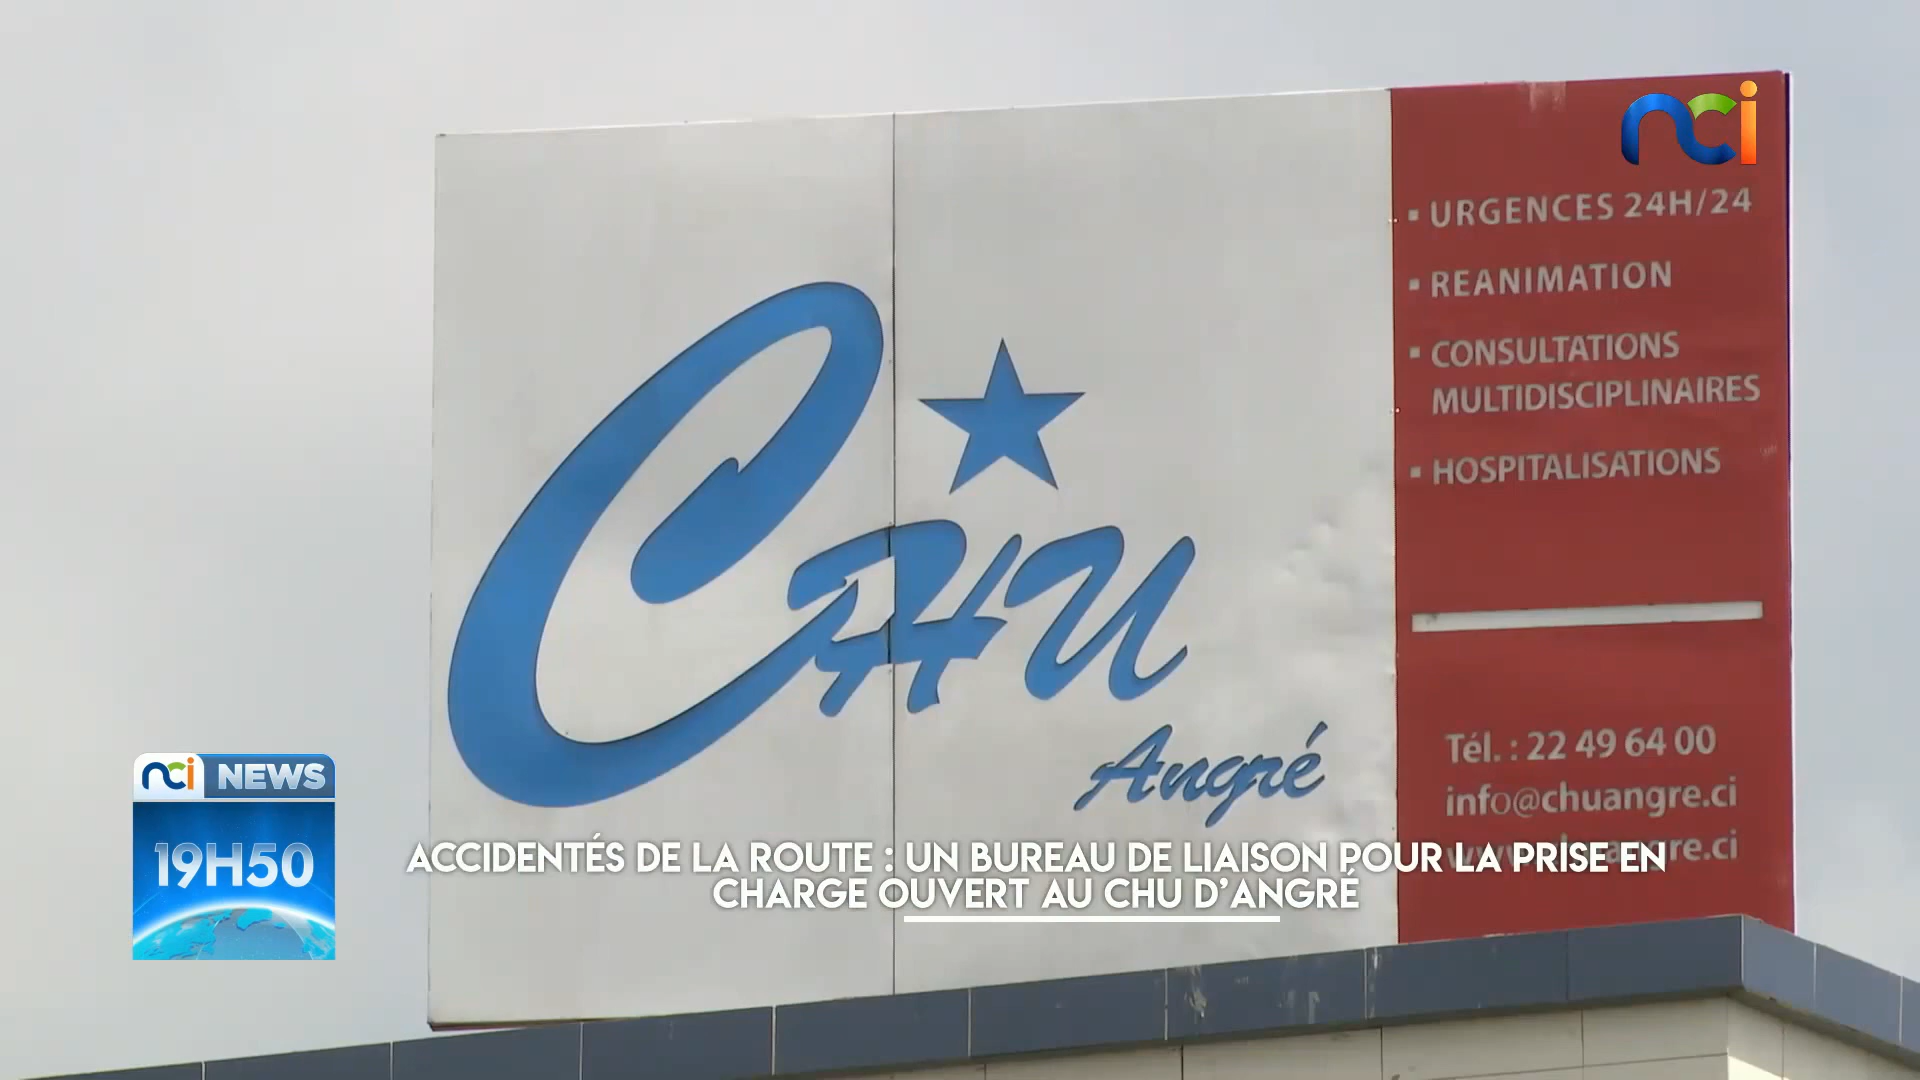 nci
▪ URGENCES 24H/24
▪ REANIMATION
▪ CONSULTATIONS
MULTIDISCIPLINAIRES
▪ HOSPITALISATIONS
CHU
Angré
Tél. : 22 49 64 00
info@chuangre.ci
nci NEWS
19H50
ACCIDENTÉS DE LA ROUTE : UN BUREAU DE LIAISON POUR LA PRISE EN
CHARGE OUVERT AU CHU D'ANGRÉ